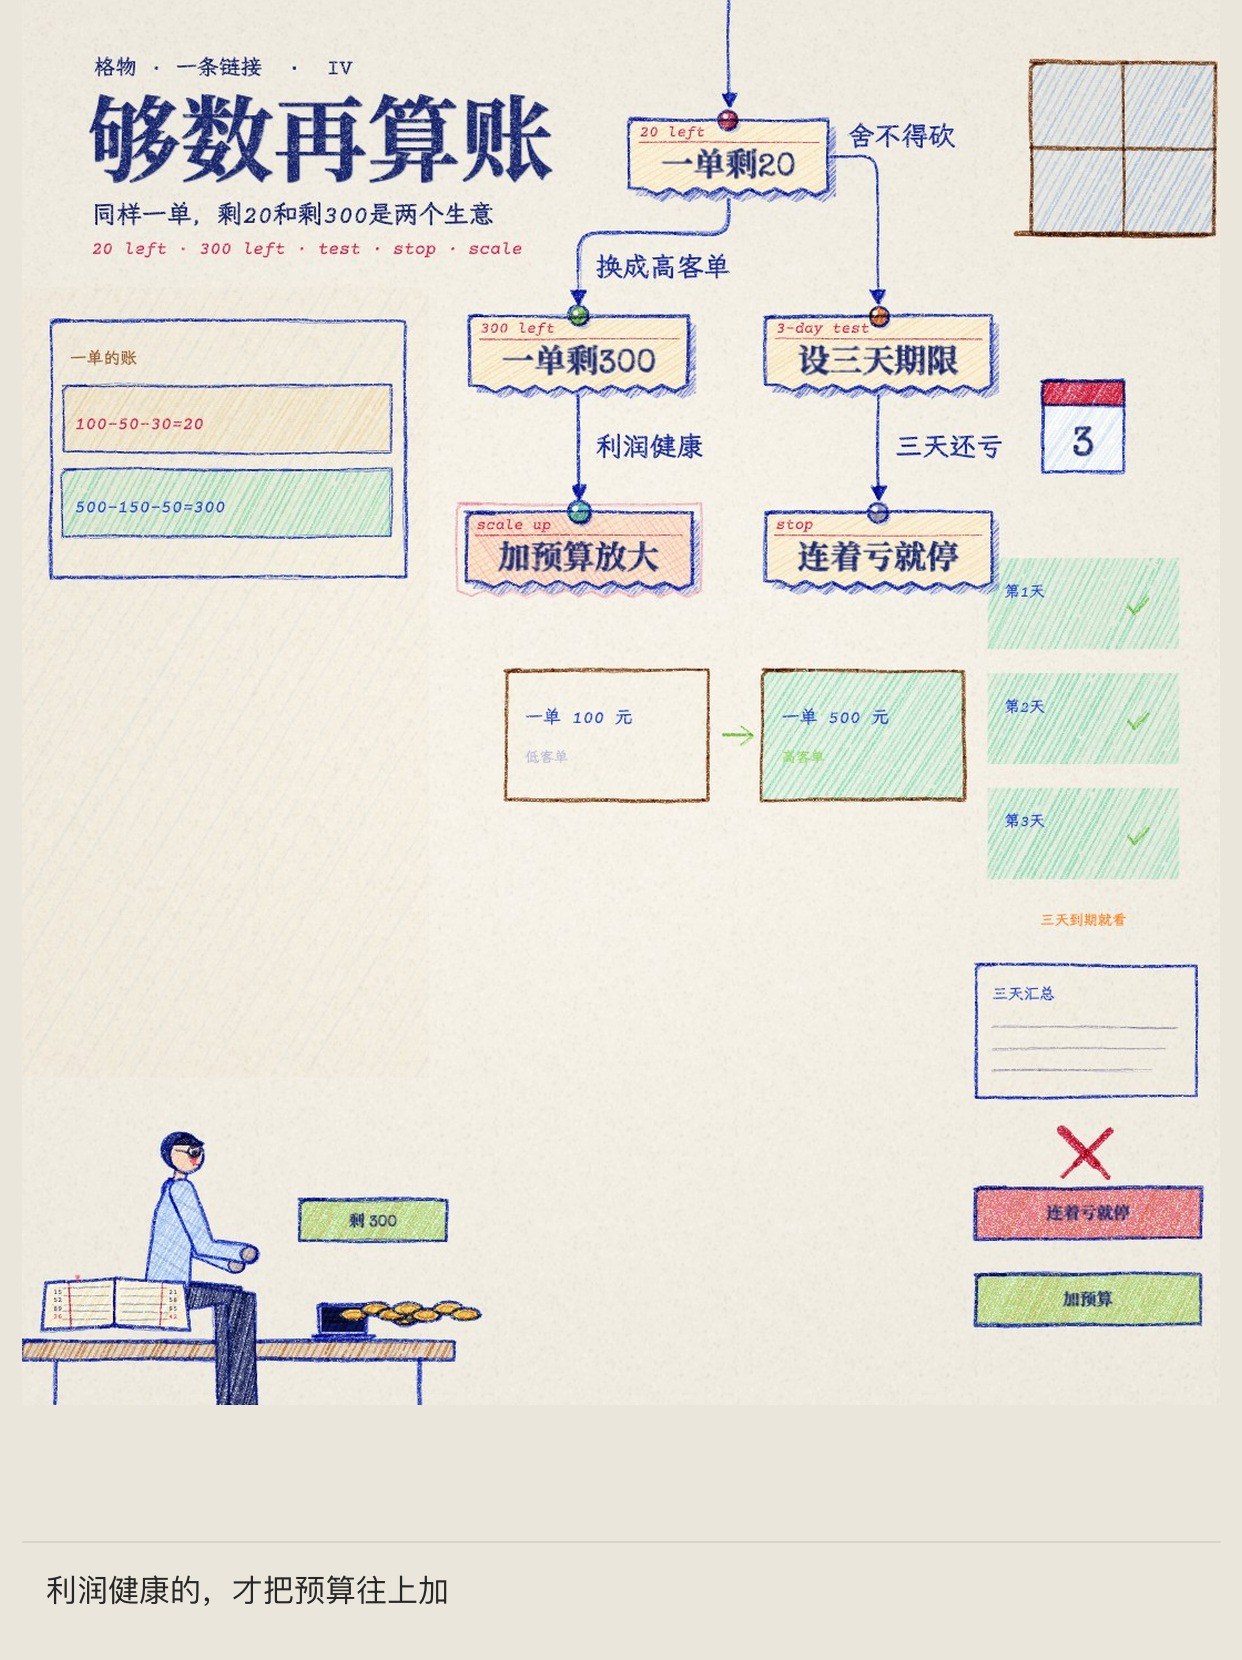 格物 · 一条链接 · IV
够数再算账
同样一单，剩20和剩300是两个生意
20 left · 300 left · test · stop · scale
20 left
一单剩20
舍不得砍
换成高客单
300 left
一单剩300
3-day test
设三天期限
一单的账
100-50-30=20
500-150-50=300
利润健康
三天还亏
3
scale up
加预算放大
stop
连着亏就停
第1天
一单 100 元
低客单
一单 500 元
高客单
第2天
第3天
三天到期就看
三天汇总
剩 300
连着亏就停
加预算
利润健康的，才把预算往上加